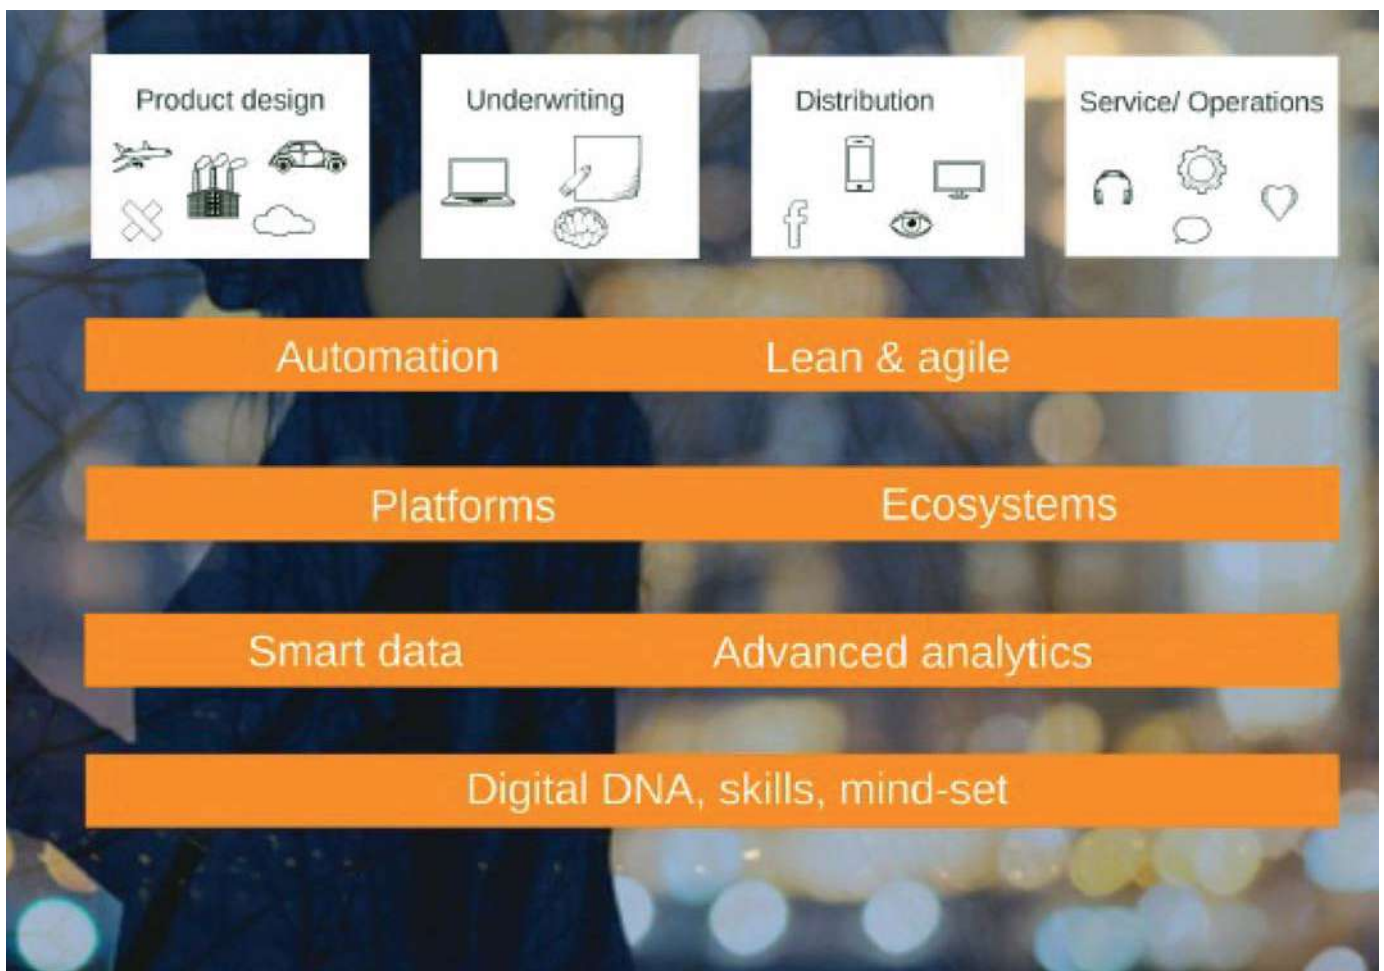 Product design
Underwriting
Distribution
Service/ Operations
Automation
Lean & agile
Platforms
Ecosystems
Smart data
Advanced analytics
Digital DNA, skills, mind-set